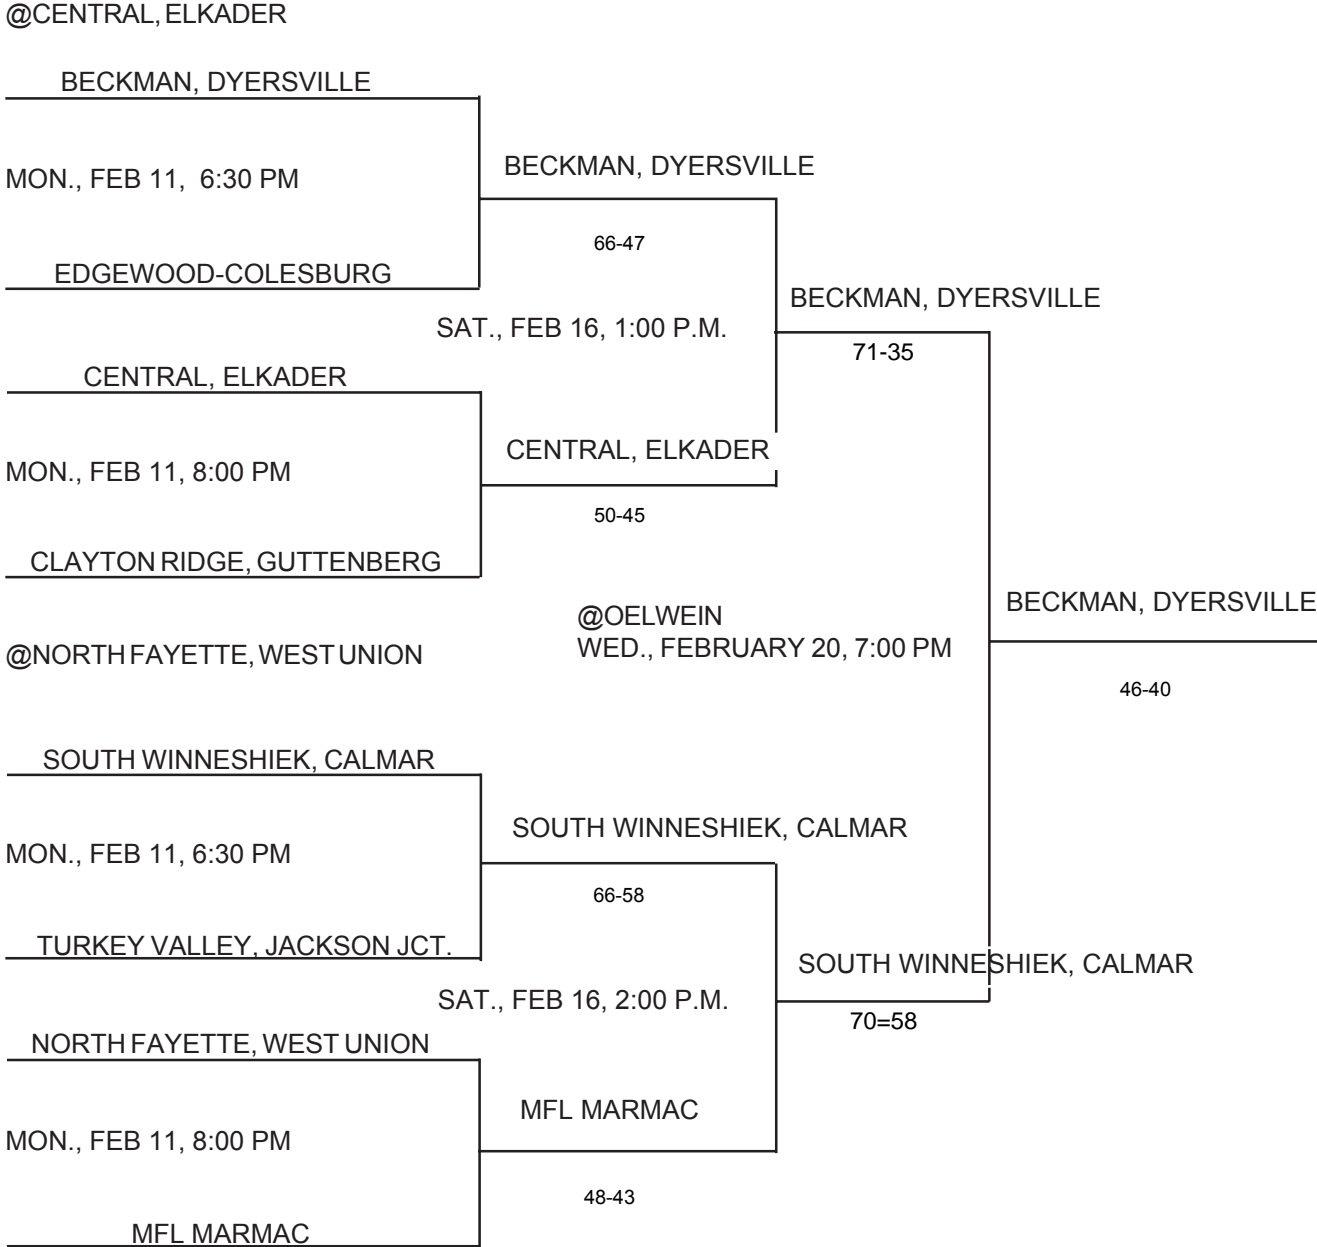 @CENTRAL, ELKADER
BECKMAN, DYERSVILLE
MON., FEB 11, 6:30 PM
BECKMAN, DYERSVILLE
66-47
EDGEWOOD-COLESBURG
BECKMAN, DYERSVILLE
SAT., FEB 16, 1:00 P.M.
71-35
CENTRAL, ELKADER
MON., FEB 11, 8:00 PM
CENTRAL, ELKADER
50-45
CLAYTON RIDGE, GUTTENBERG
@OELWEIN
WED., FEBRUARY 20, 7:00 PM
BECKMAN, DYERSVILLE
46-40
@NORTH FAYETTE, WEST UNION
SOUTH WINNESHIEK, CALMAR
MON., FEB 11, 6:30 PM
SOUTH WINNESHIEK, CALMAR
66-58
TURKEY VALLEY, JACKSON JCT.
SOUTH WINNESHIEK, CALMAR
SAT., FEB 16, 2:00 P.M.
70=58
NORTH FAYETTE, WEST UNION
MON., FEB 11, 8:00 PM
MFL MARMAC
48-43
MFL MARMAC